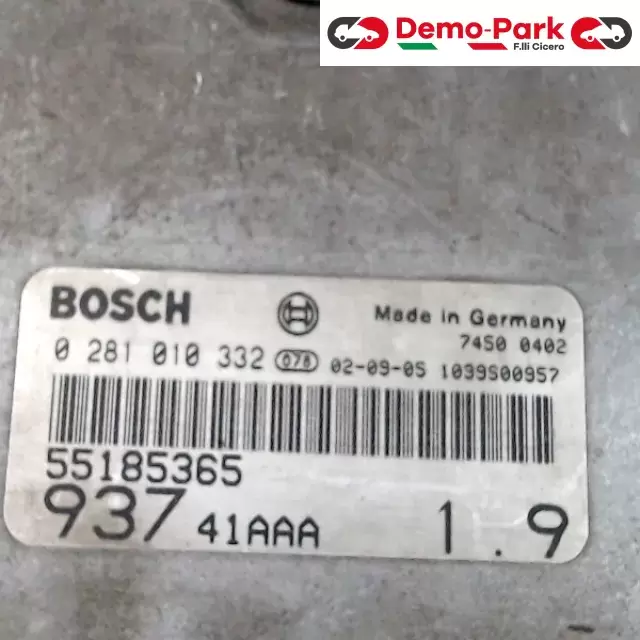 Demo-Park
F.lli Cicero
BOSCH
Made in Germany
7450 0402
0 281 010 332 078 02-09-05 1039S00957
55185365
937 41AAA 1.9